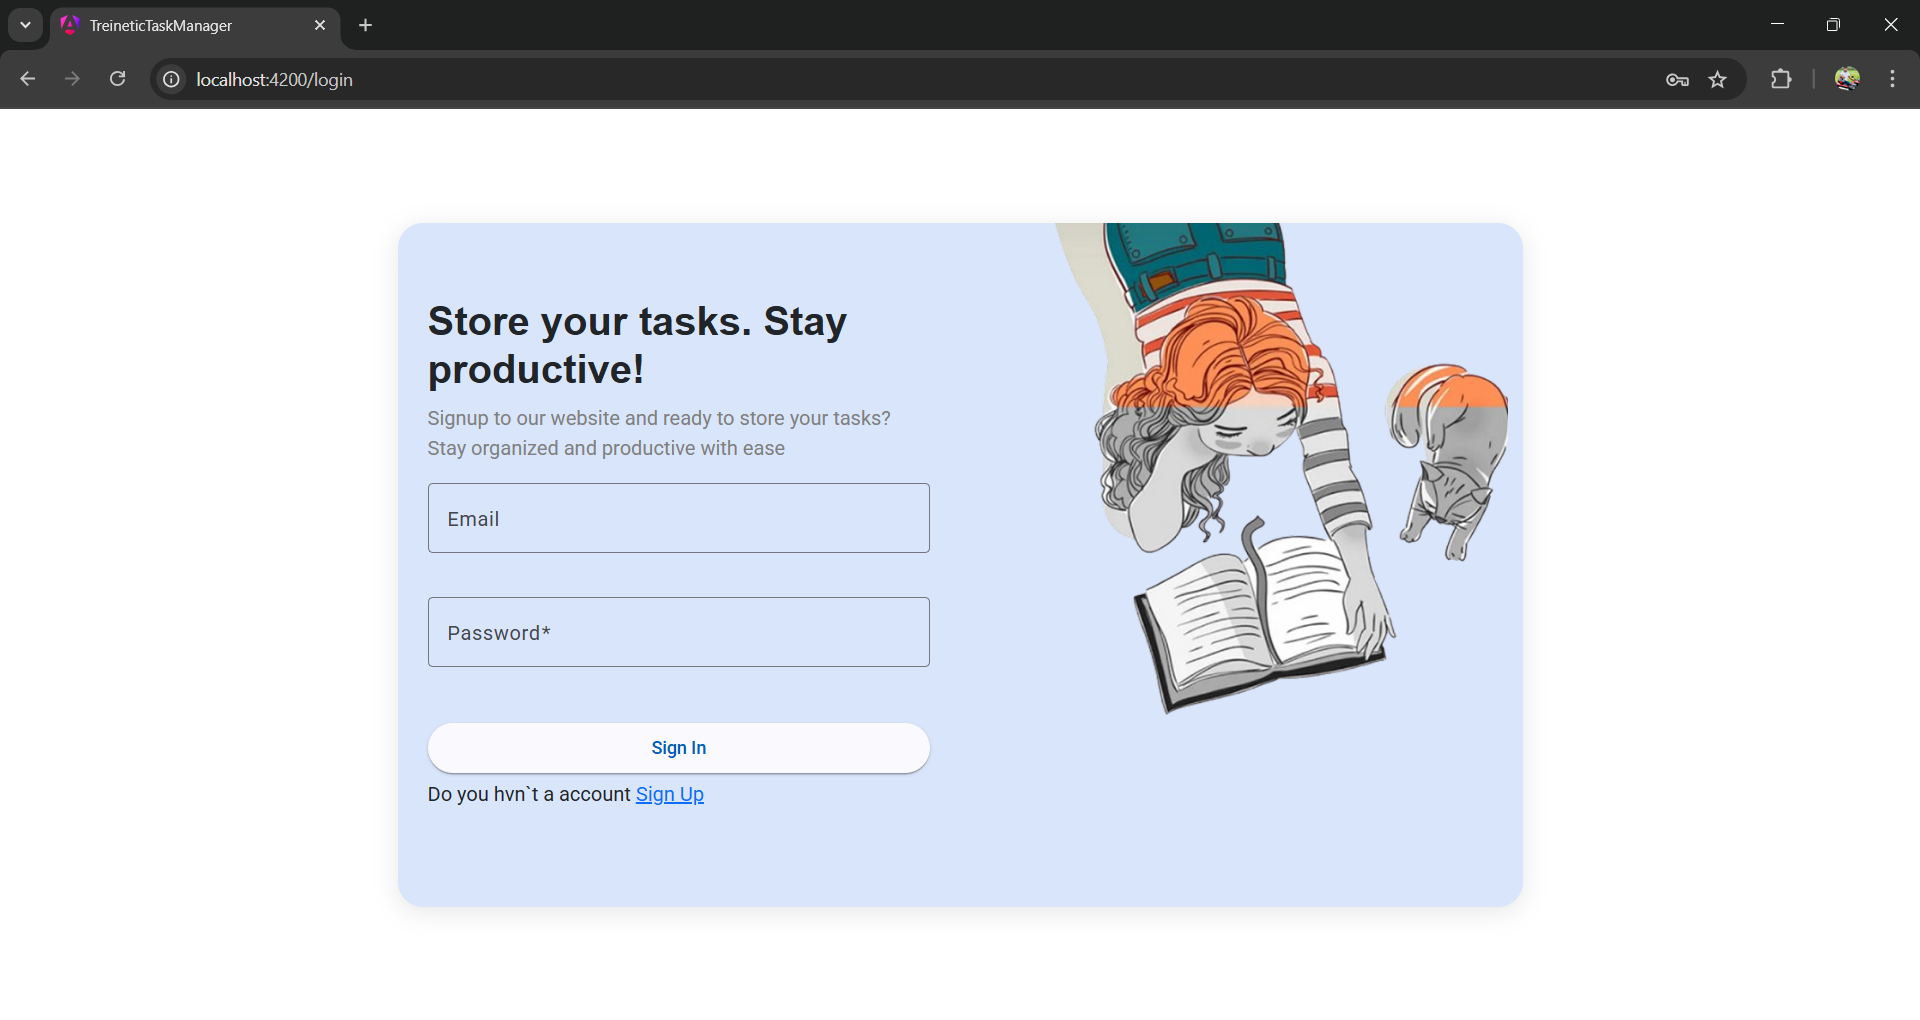 TreineticTaskManager
localhost:4200/login
Store your tasks. Stay
productive!
Signup to our website and ready to store your tasks?
Stay organized and productive with ease
Email
Password*
Sign In
Do you hvn`t a account Sign Up